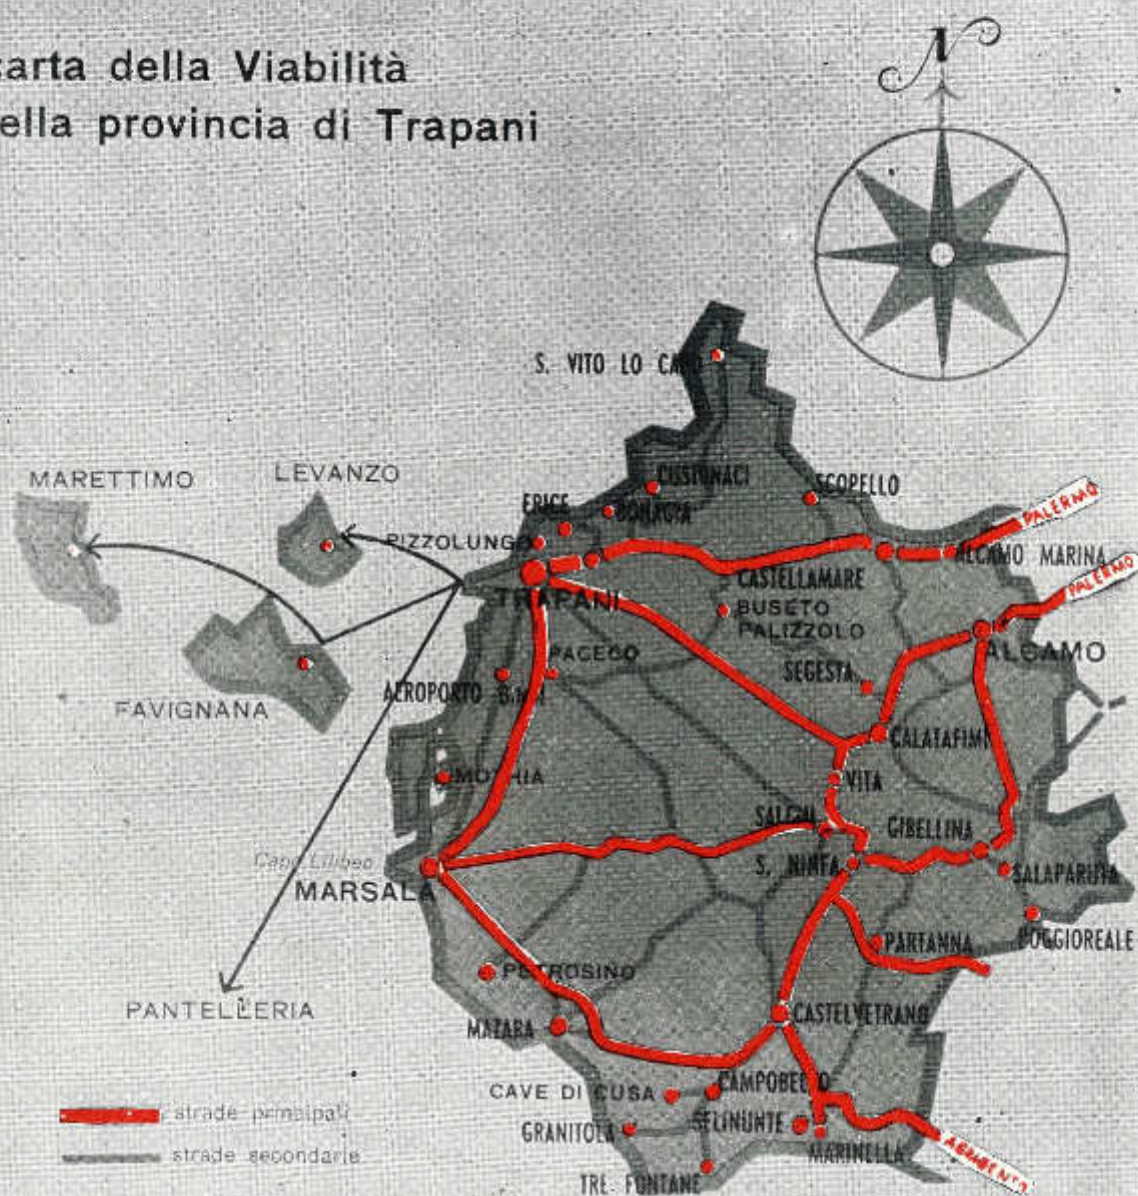 carta della Viabilità
ella provincia di Trapani
N
S. VITO LO CAPO
MARETTIMO
LEVANZO
CUSTONACI
SCOPELLO
ERICE
BONAGIA
PALERMO
PIZZOLUNGO
ALCAMO MARINA
CASTELLAMARE
PALERMO
TRAPANI
BUSETO
PALIZZOLO
ALCAMO
PACECO
SEGESTA
AEROPORTO
FAVIGNANA
CALATAFIMI
MOTHIA
VITA
SALEMI
GIBELLINA
Capo Lilibeo
S. NINFA
SALAPARUTA
MARSALA
PARTANNA
POGGIOREALE
PETROSINO
PANTELLERIA
MAZARA
CASTELVETRANO
CAVE DI CUSA
CAMPOBELLO
strade principali
GRANITOLA
SELINUNTE
MARINELLA
AGRIGENTO
strade secondarie
TRE FONTANE